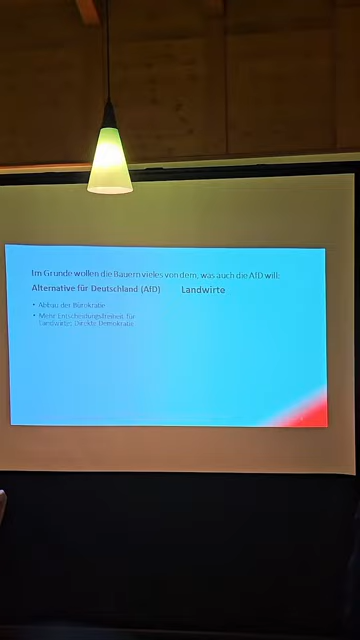 Im Grunde wollen die Bauern vieles von dem, was auch die AfD will:
Alternative für Deutschland (AfD) Landwirte
• Abbau der Bürokratie
• Mehr Entscheidungsfreiheit für
Landwirte; Direkte Demokratie